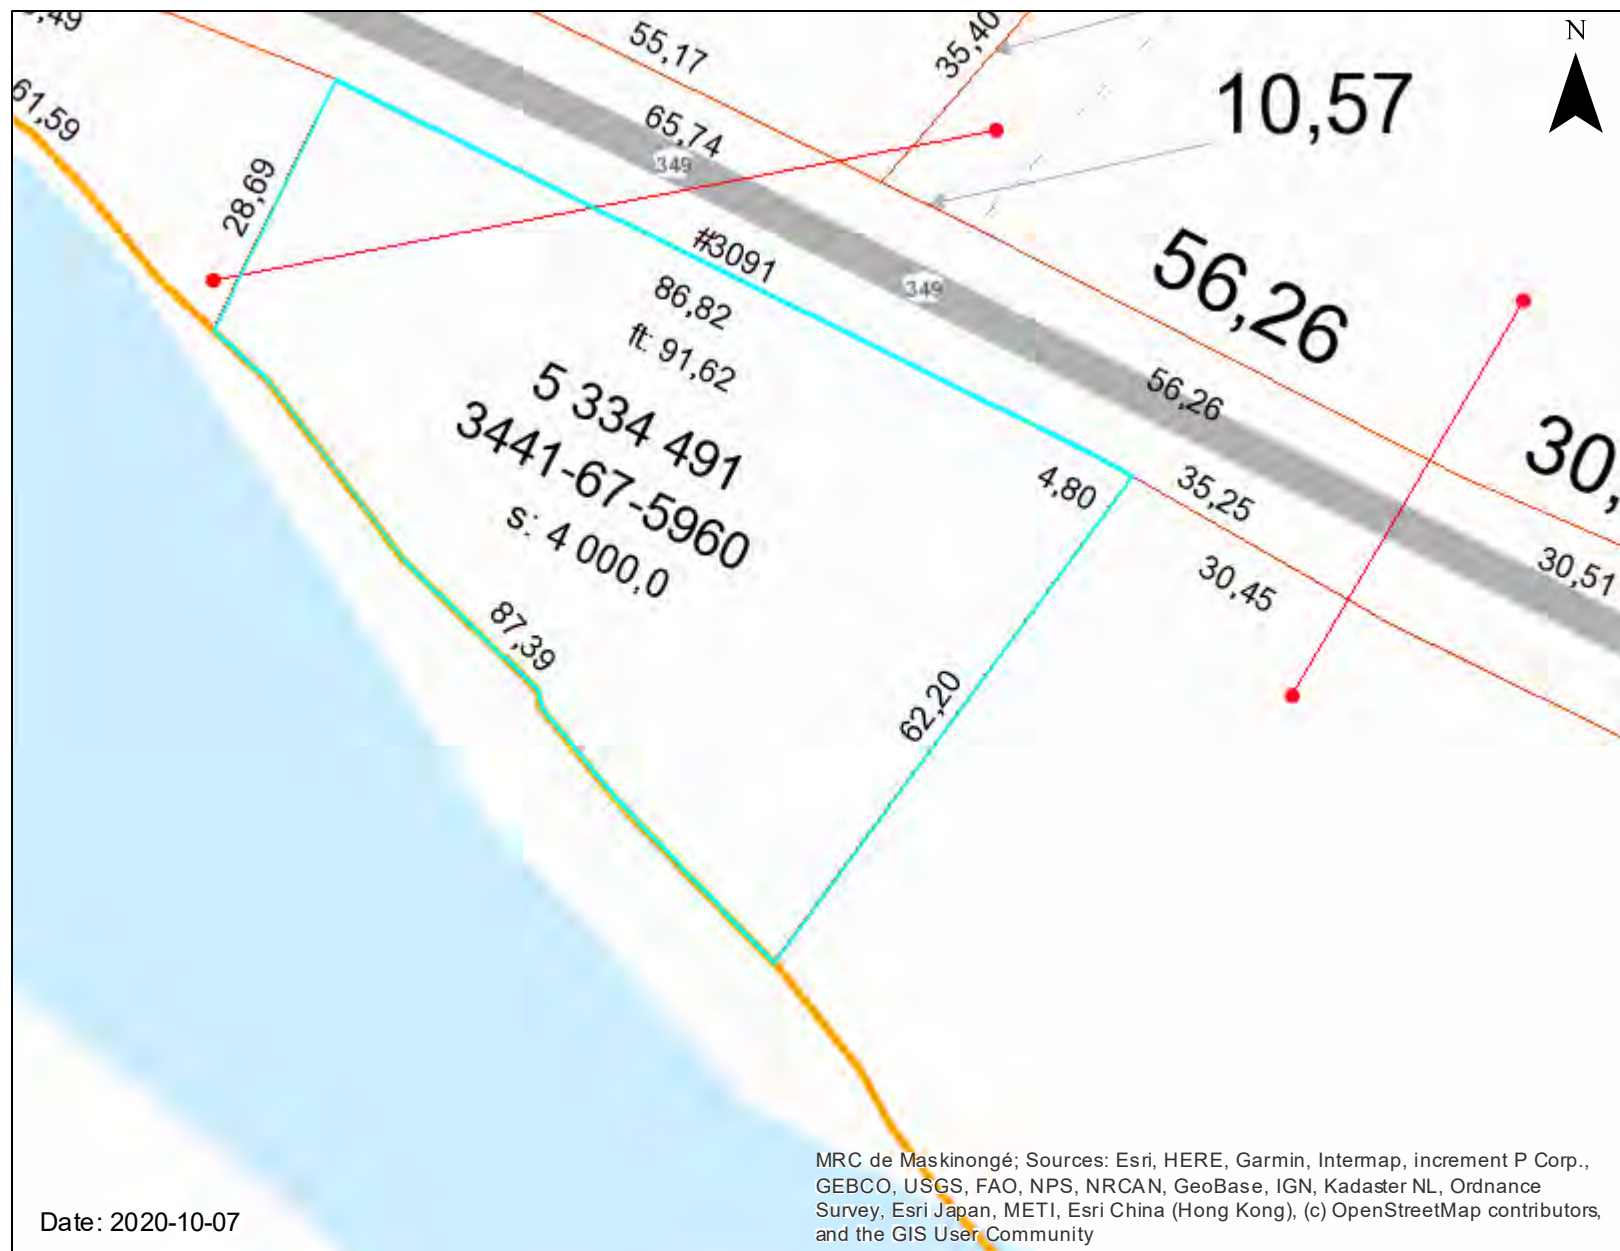 55,17
35,40
N
10,57
61,59
65,74
349
28,69
#3091
86,82
ft: 91,62
349
56,26
5 334 491
3441-67-5960
s: 4 000,0
56,26
30,
4,80
35,25
30,45
30,51
87,39
62,20
MRC de Maskinongé; Sources: Esri, HERE, Garmin, Intermap, increment P Corp.,
GEBCO, USGS, FAO, NPS, NRCAN, GeoBase, IGN, Kadaster NL, Ordnance
Survey, Esri Japan, METI, Esri China (Hong Kong), (c) OpenStreetMap contributors,
and the GIS User Community
Date: 2020-10-07